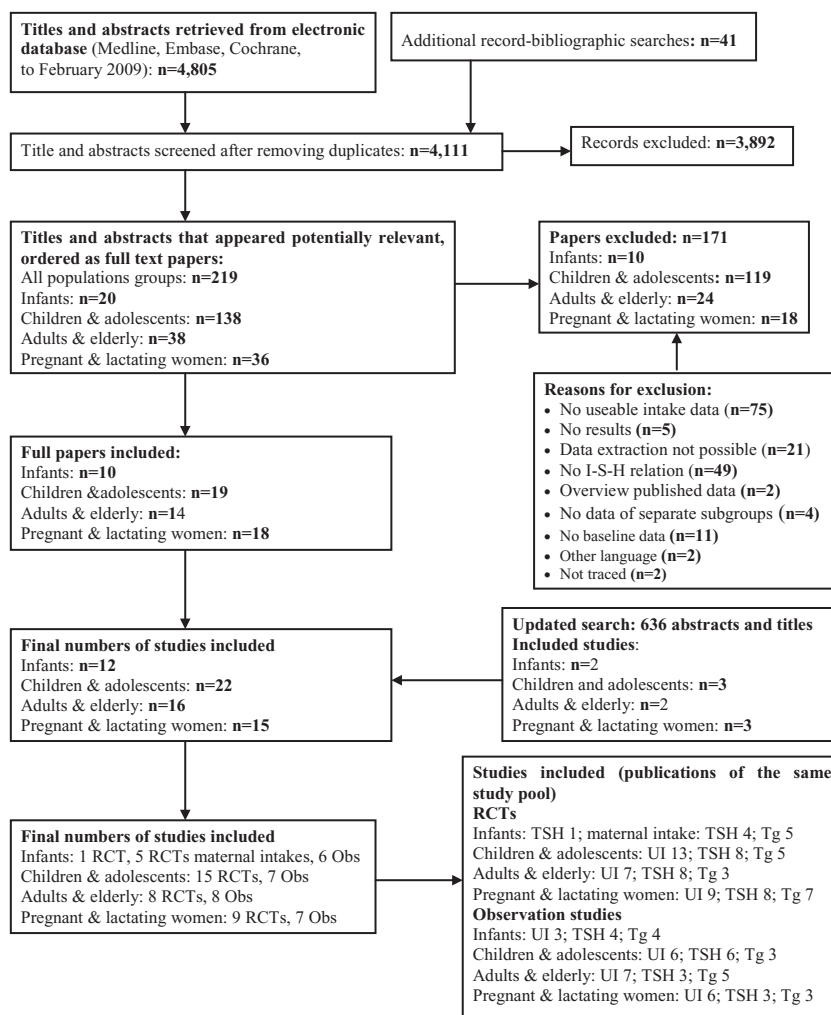 Titles and abstracts retrieved from electronic
database (Medline, Embase, Cochrane,
to February 2009): n=4,805
Additional record-bibliographic searches: n=41
Title and abstracts screened after removing duplicates: n=4,111
Records excluded: n=3,892
Titles and abstracts that appeared potentially relevant,
ordered as full text papers:
All populations groups: n=219
Infants: n=20
Children & adolescents: n=138
Adults & elderly: n=38
Pregnant & lactating women: n=36
Papers excluded: n=171
Infants: n=10
Children & adolescents: n=119
Adults & elderly: n=24
Pregnant & lactating women: n=18
Reasons for exclusion:
• No useable intake data (n=75)
• No results (n=5)
• Data extraction not possible (n=21)
• No I-S-H relation (n=49)
• Overview published data (n=2)
• No data of separate subgroups (n=4)
• No baseline data (n=11)
• Other language (n=2)
• Not traced (n=2)
Full papers included:
Infants: n=10
Children &adolescents: n=19
Adults & elderly: n=14
Pregnant & lactating women: n=18
Updated search: 636 abstracts and titles
Included studies:
Infants: n=2
Children and adolescents: n=3
Adults & elderly: n=2
Pregnant & lactating women: n=3
Final numbers of studies included
Infants: n=12
Children & adolescents: n=22
Adults & elderly: n=16
Pregnant & lactating women: n=15
Final numbers of studies included
Infants: 1 RCT, 5 RCTs maternal intakes, 6 Obs
Children & adolescents: 15 RCTs, 7 Obs
Adults & elderly: 8 RCTs, 8 Obs
Pregnant & lactating women: 9 RCTs, 7 Obs
Studies included (publications of the same
study pool)
RCTs
Infants: TSH 1; maternal intake: TSH 4; Tg 5
Children & adolescents: UI 13; TSH 8; Tg 5
Adults & elderly: UI 7; TSH 8; Tg 3
Pregnant & lactating women: UI 9; TSH 8; Tg 7
Observation studies
Infants: UI 3; TSH 4; Tg 4
Children & adolescents: UI 6; TSH 6; Tg 3
Adults & elderly: UI 7; TSH 3; Tg 5
Pregnant & lactating women: UI 6; TSH 3; Tg 3